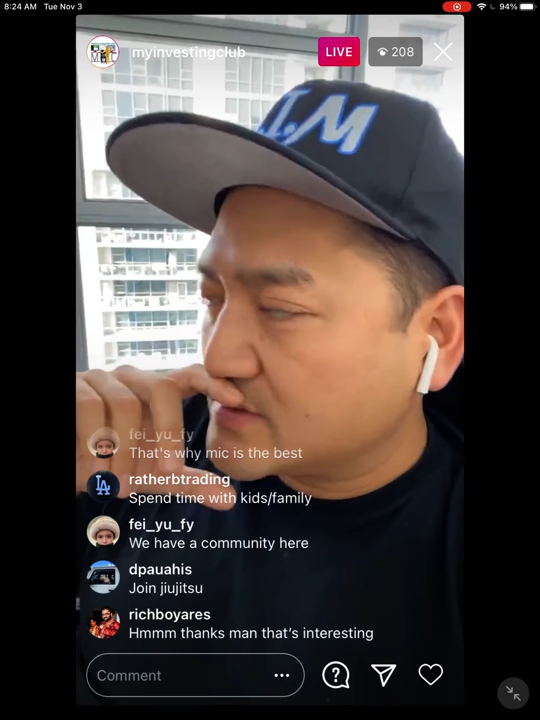 8:24 AM Tue Nov 3
94%
myinvestingclub
LIVE
208
fei_yu_fy
That's why mic is the best
ratherbtrading
Spend time with kids/family
fei_yu_fy
We have a community here
dpauahis
Join jiujitsu
richboyares
Hmmm thanks man that's interesting
Comment